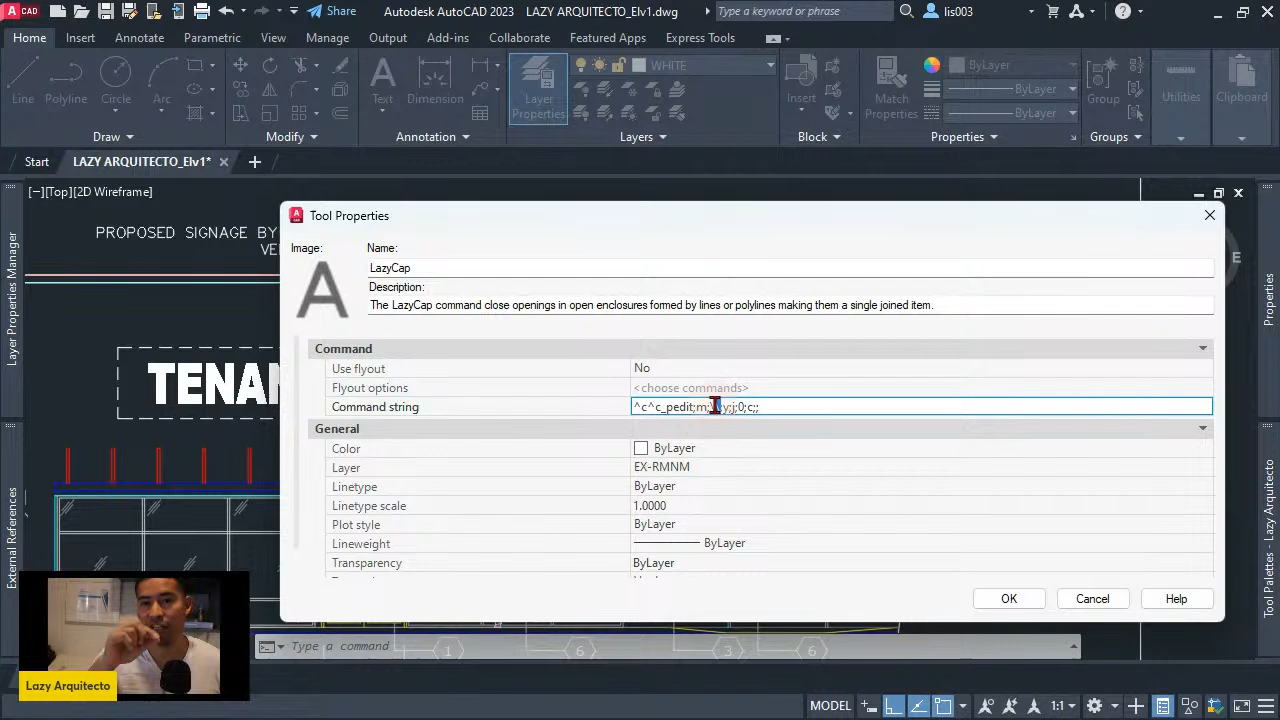 CAD
Share
Autodesk AutoCAD 2023
LAZY ARQUITECTO_Elv1.dwg
Type a keyword or phrase
lis003
Home
Insert
Annotate
Parametric
View
Manage
Output
Add-ins
Collaborate
Featured Apps
Express Tools
Line
Polyline
Circle
Arc
Text
Dimension
Layer
Properties
WHITE
Insert
Match
Properties
ByLayer
ByLayer
ByLayer
Group
Utilities
Clipboard
Draw
Modify
Annotation
Layers
Block
Properties
Groups
Start
LAZY ARQUITECTO_Elv1*
[−][Top][2D Wireframe]
PROPOSED SIGNAGE BY
TENA
E
Layer Properties Manager
External References
Properties
Tool Palettes - Lazy Arquitecto
Tool Properties
Image:
Name:
LazyCap
Description:
The LazyCap command close openings in open enclosures formed by lines or polylines making them a single joined item.
Command
Use flyout
No
Flyout options
<choose commands>
Command string
General
Color
ByLayer
Layer
EX-RMNM
Linetype
ByLayer
Linetype scale
1.0000
Plot style
ByLayer
Lineweight
ByLayer
Transparency
ByLayer
OK
Cancel
Help
Type a command
1
6
3
6
Lazy Arquitecto
MODEL
1:1